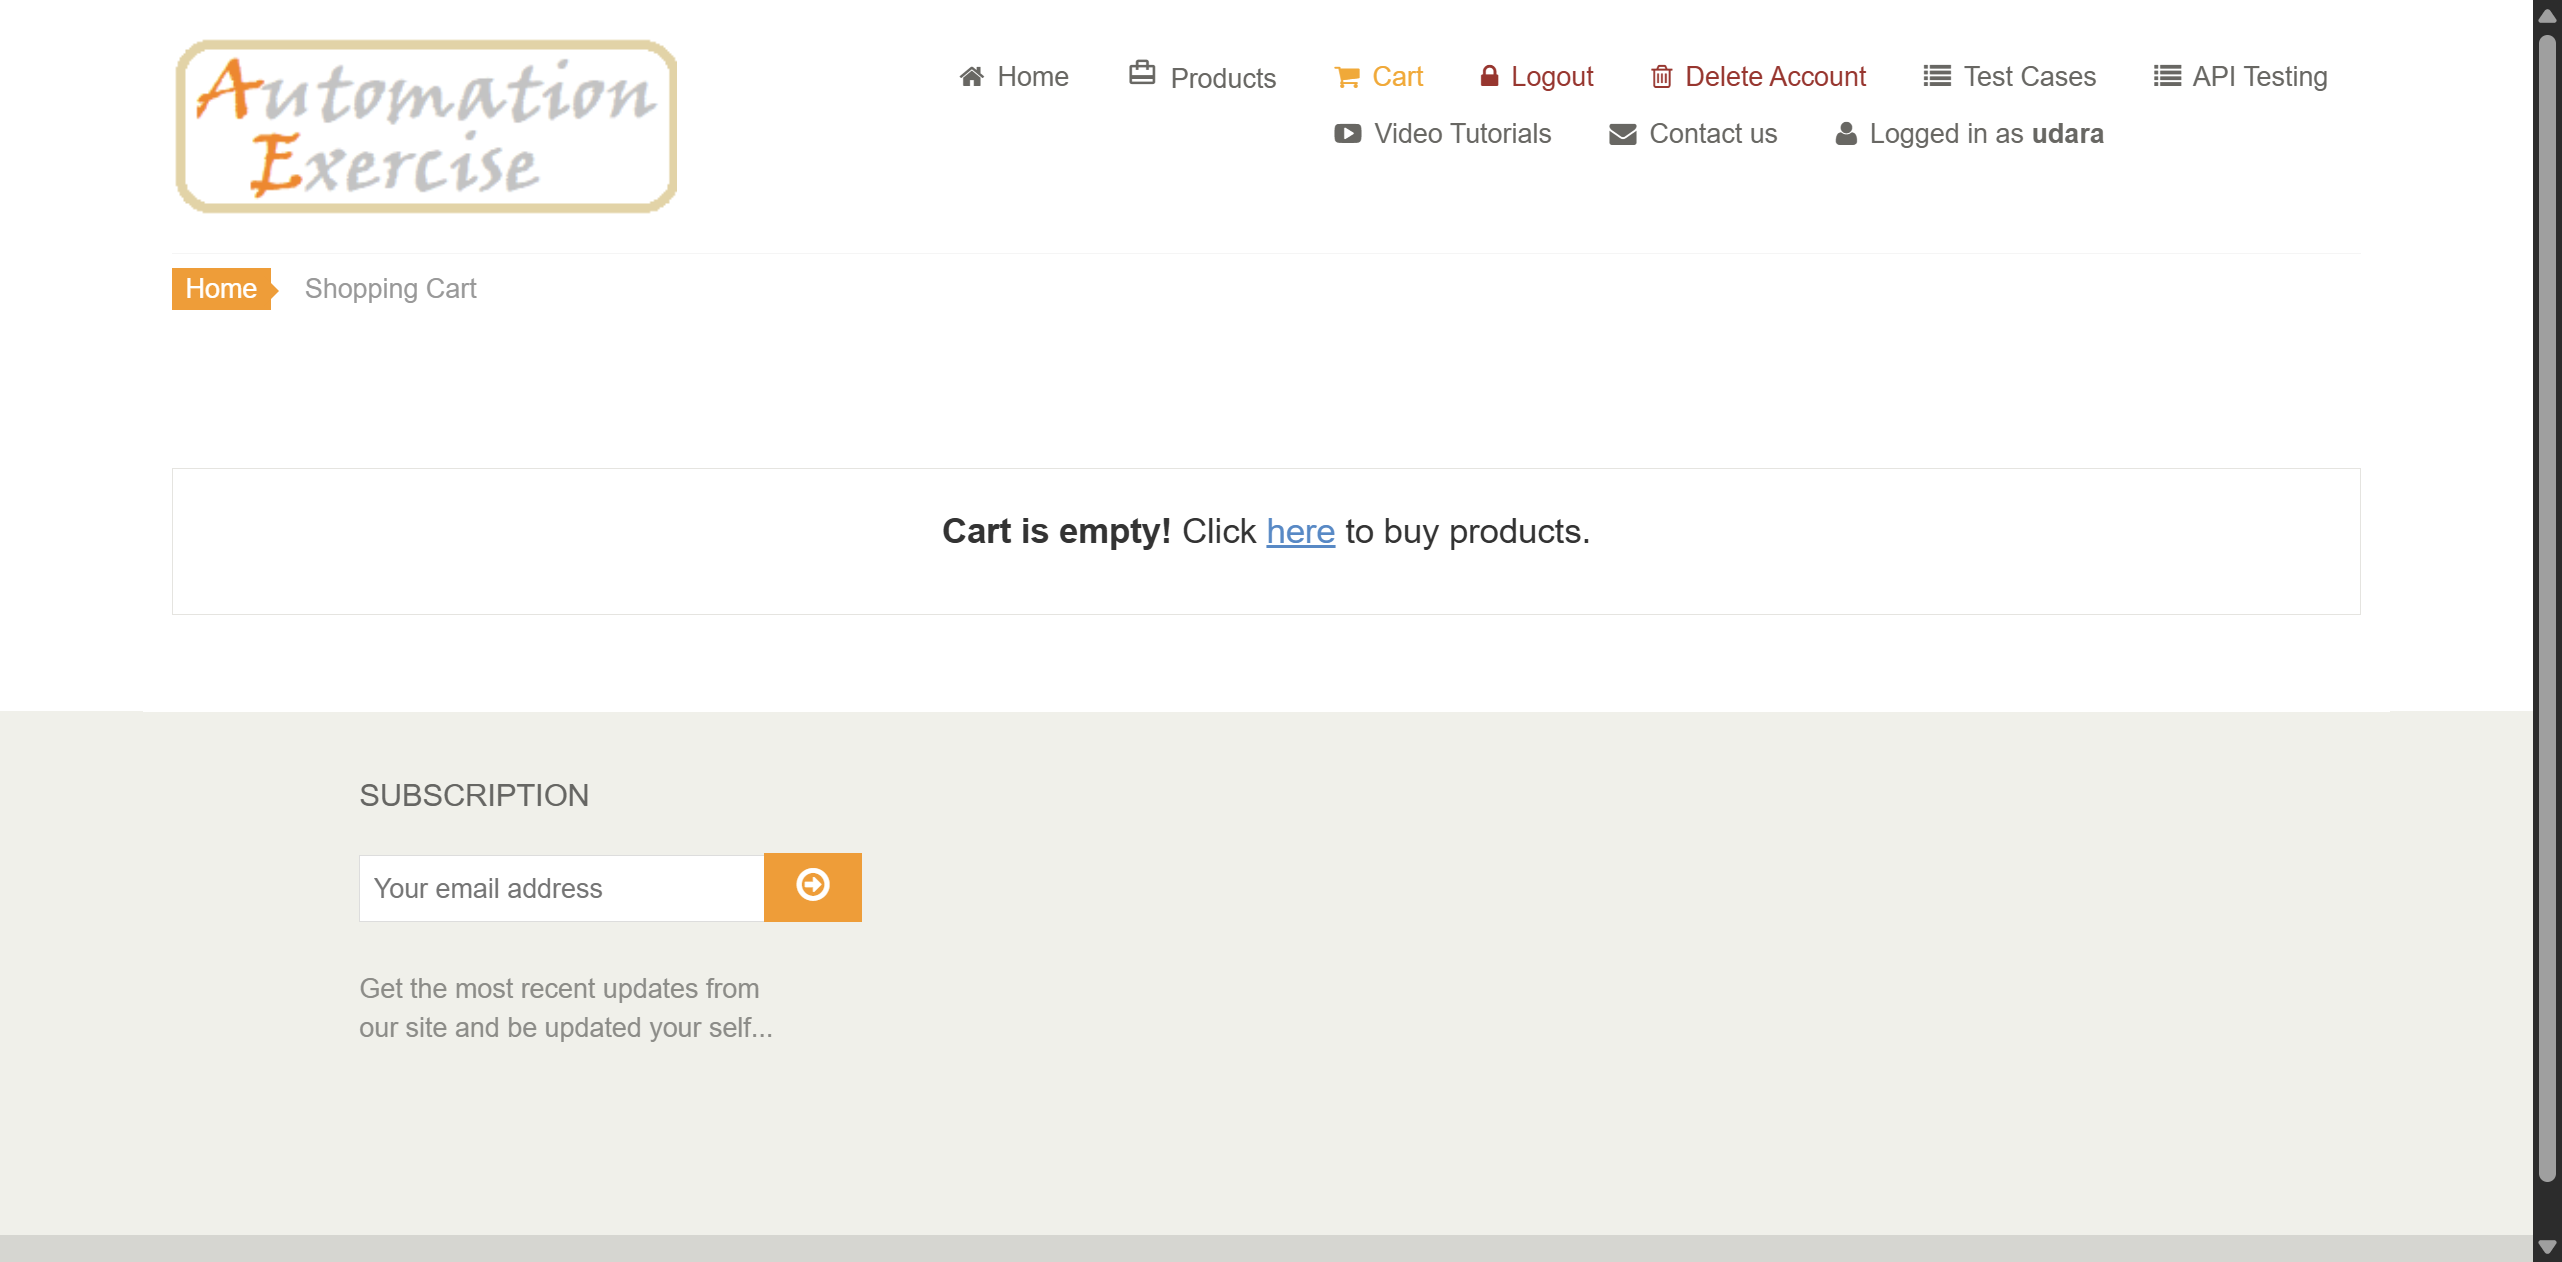 Automation
Exercise
Home Products Cart Logout Delete Account Test Cases API Testing
Video Tutorials Contact us Logged in as udara
Home Shopping Cart
Cart is empty! Click here to buy products.
SUBSCRIPTION
Your email address
Get the most recent updates from
our site and be updated your self...